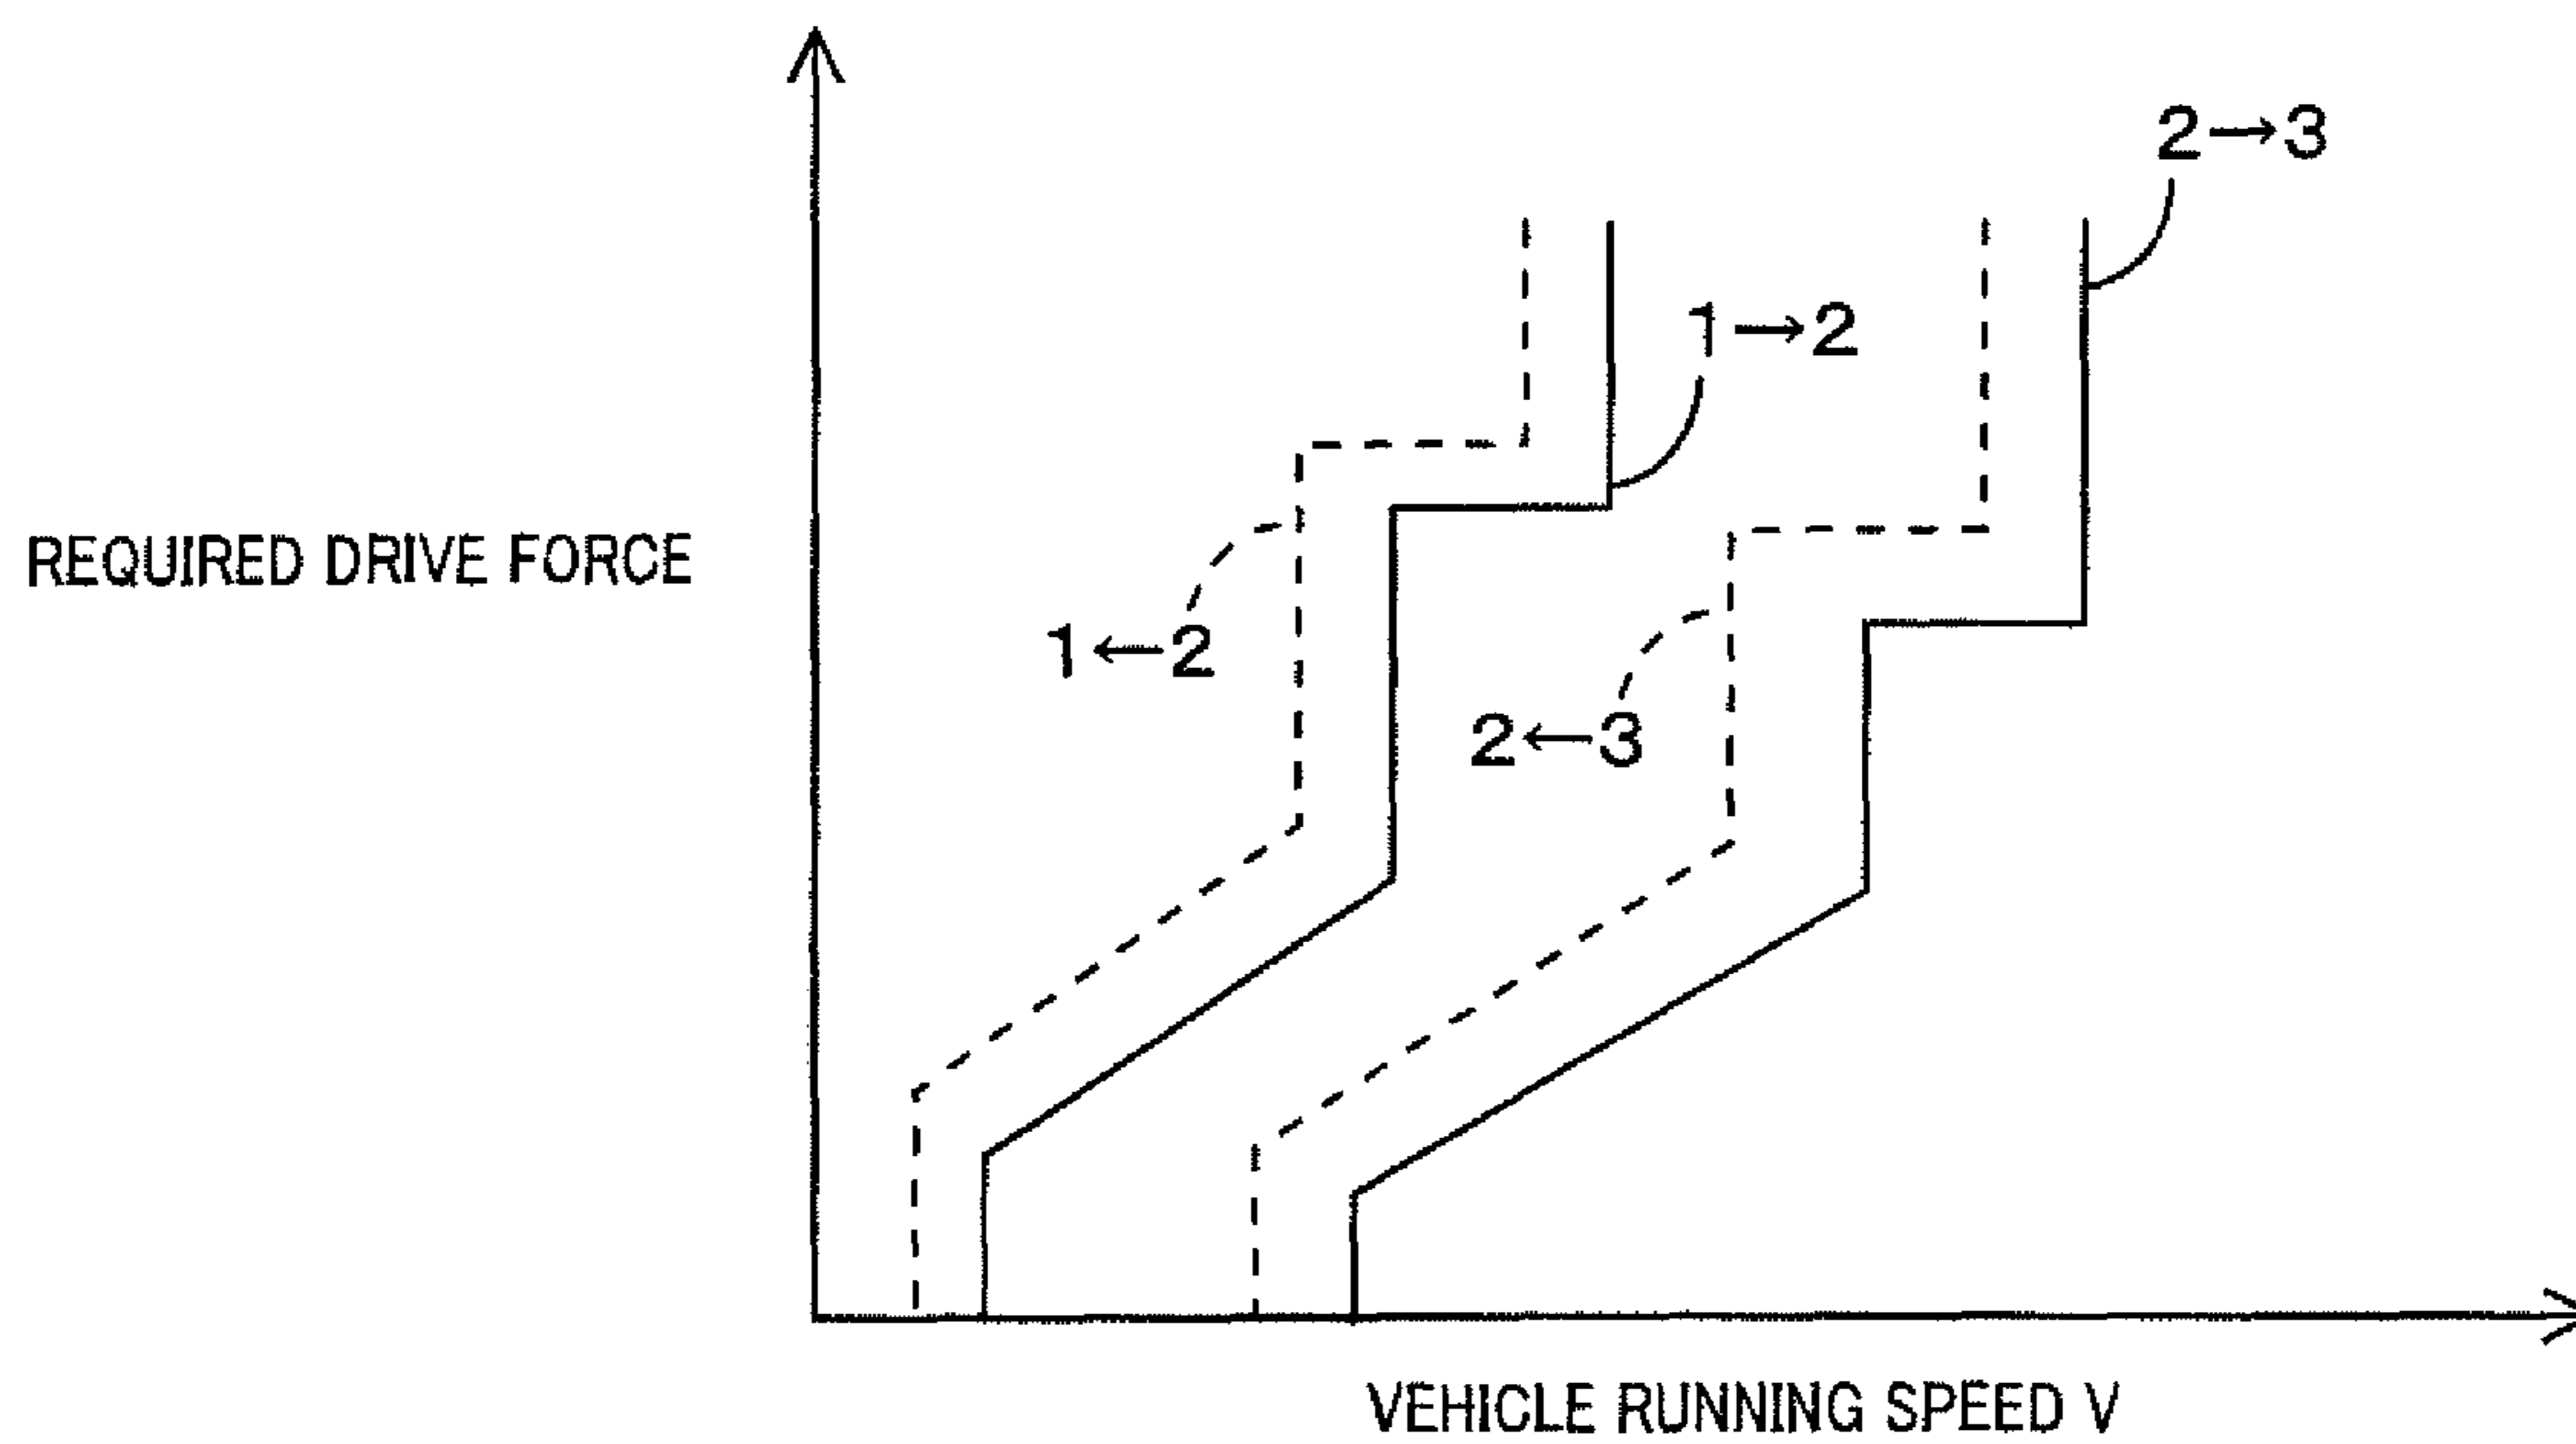 2→3
1→2
REQUIRED DRIVE FORCE
1←2
2←3
VEHICLE RUNNING SPEED V